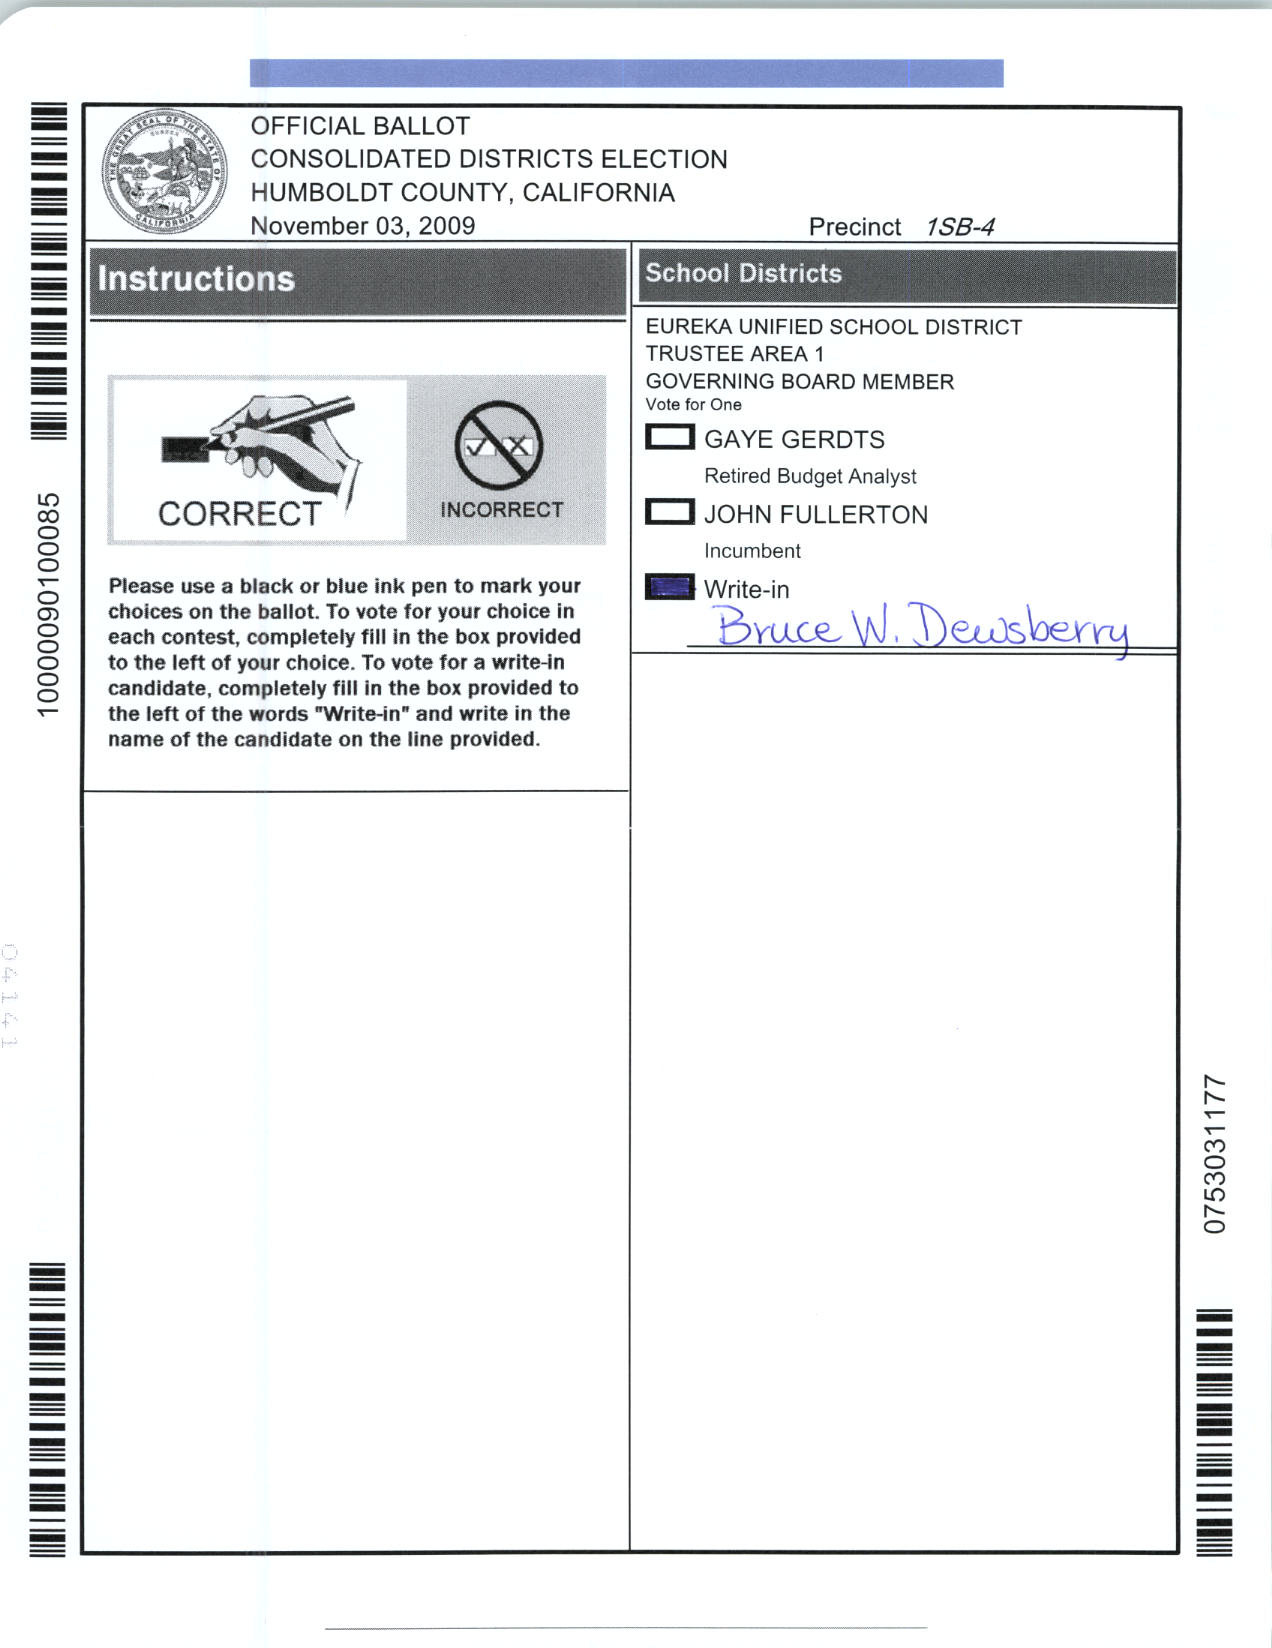 OFFICIAL BALLOT
CONSOLIDATED DISTRICTS ELECTION
HUMBOLDT COUNTY, CALIFORNIA
November 03, 2009
Precinct 1SB-4
THE GREAT SEAL OF THE STATE OF CALIFORNIA
EUREKA
Instructions
CORRECT
INCORRECT
Please use a black or blue ink pen to mark your
choices on the ballot. To vote for your choice in
each contest, completely fill in the box provided
to the left of your choice. To vote for a write-in
candidate, completely fill in the box provided to
the left of the words "Write-in" and write in the
name of the candidate on the line provided.
School Districts
EUREKA UNIFIED SCHOOL DISTRICT
TRUSTEE AREA 1
GOVERNING BOARD MEMBER
Vote for One
GAYE GERDTS
Retired Budget Analyst
JOHN FULLERTON
Incumbent
Write-in
Bruce W. Dewsberry
10000090100085
04141
0753031177